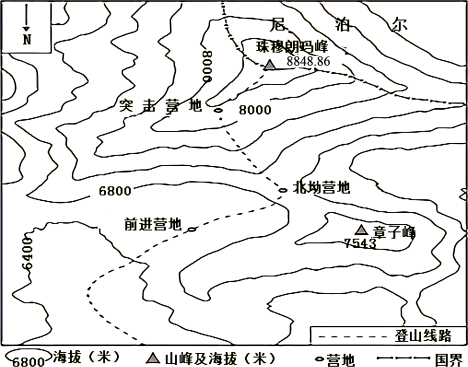 N
尼泊尔
珠穆朗玛峰
8848.86
8000
突击营地
8000
北坳营地
6800
前进营地
章子峰
7543
6400
登山线路
6800 海拔（米） 山峰及海拔（米） 营地 国界